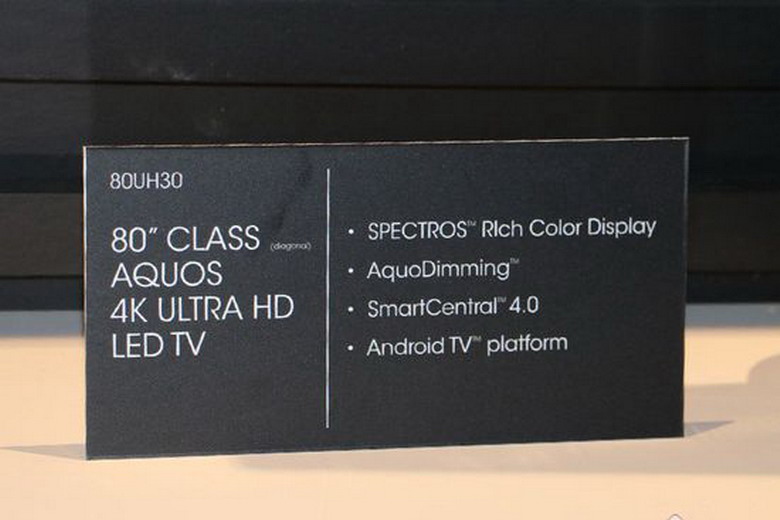 80UH30
80" CLASS (diagonal)
AQUOS
4K ULTRA HD
LED TV
• SPECTROS™ RIch Color Display
• AquoDimming™
• SmartCentral™ 4.0
• Android TV™ platform